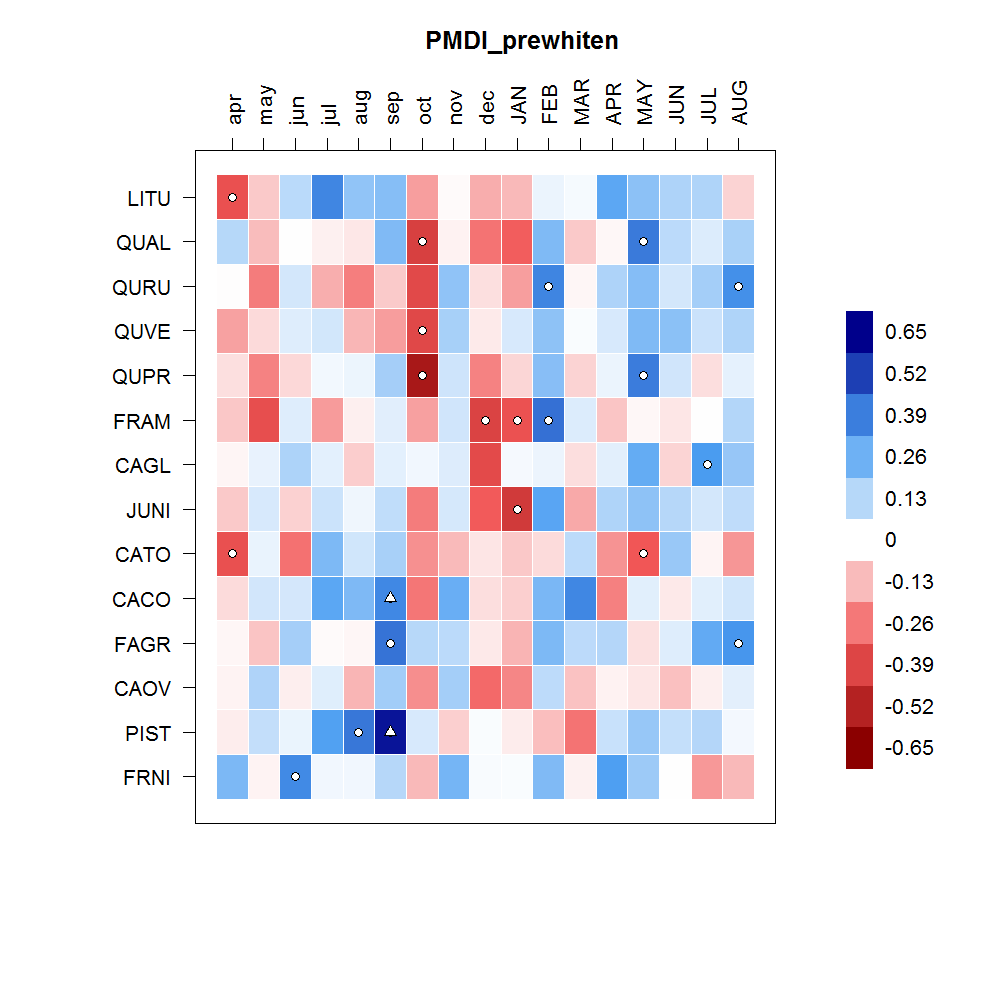 PMDI_prewhiten
apr may jun jul aug sep oct nov dec JAN FEB MAR APR MAY JUN JUL AUG
LITU
QUAL
QURU
QUVE
QUPR
FRAM
CAGL
JUNI
CATO
CACO
FAGR
CAOV
PIST
FRNI
0.65
0.52
0.39
0.26
0.13
0
-0.13
-0.26
-0.39
-0.52
-0.65